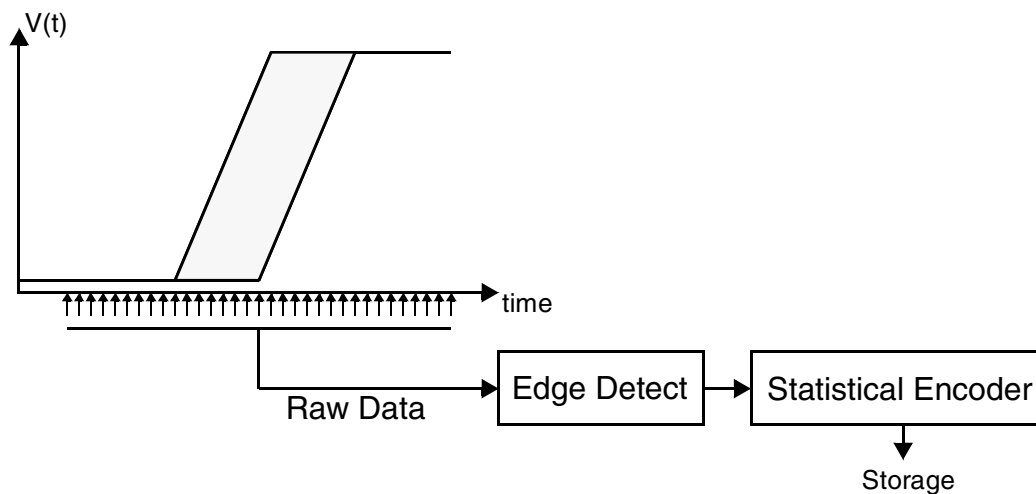 V(t)
time
Raw Data
Edge Detect
Statistical Encoder
Storage